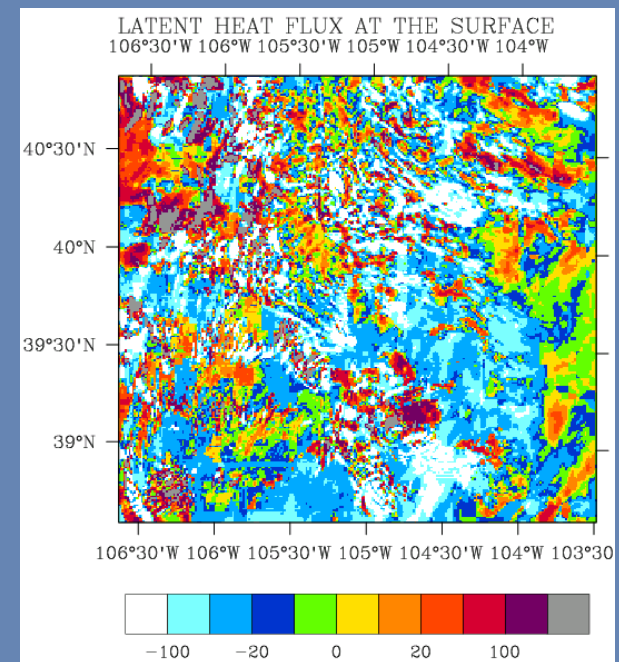 LATENT HEAT FLUX AT THE SURFACE
106°30'W 106°W 105°30'W 105°W 104°30'W 104°W
40°30'N
40°N
39°30'N
39°N
106°30'W 106°W 105°30'W 105°W 104°30'W 104°W 103°30
−100 −20 0 20 100